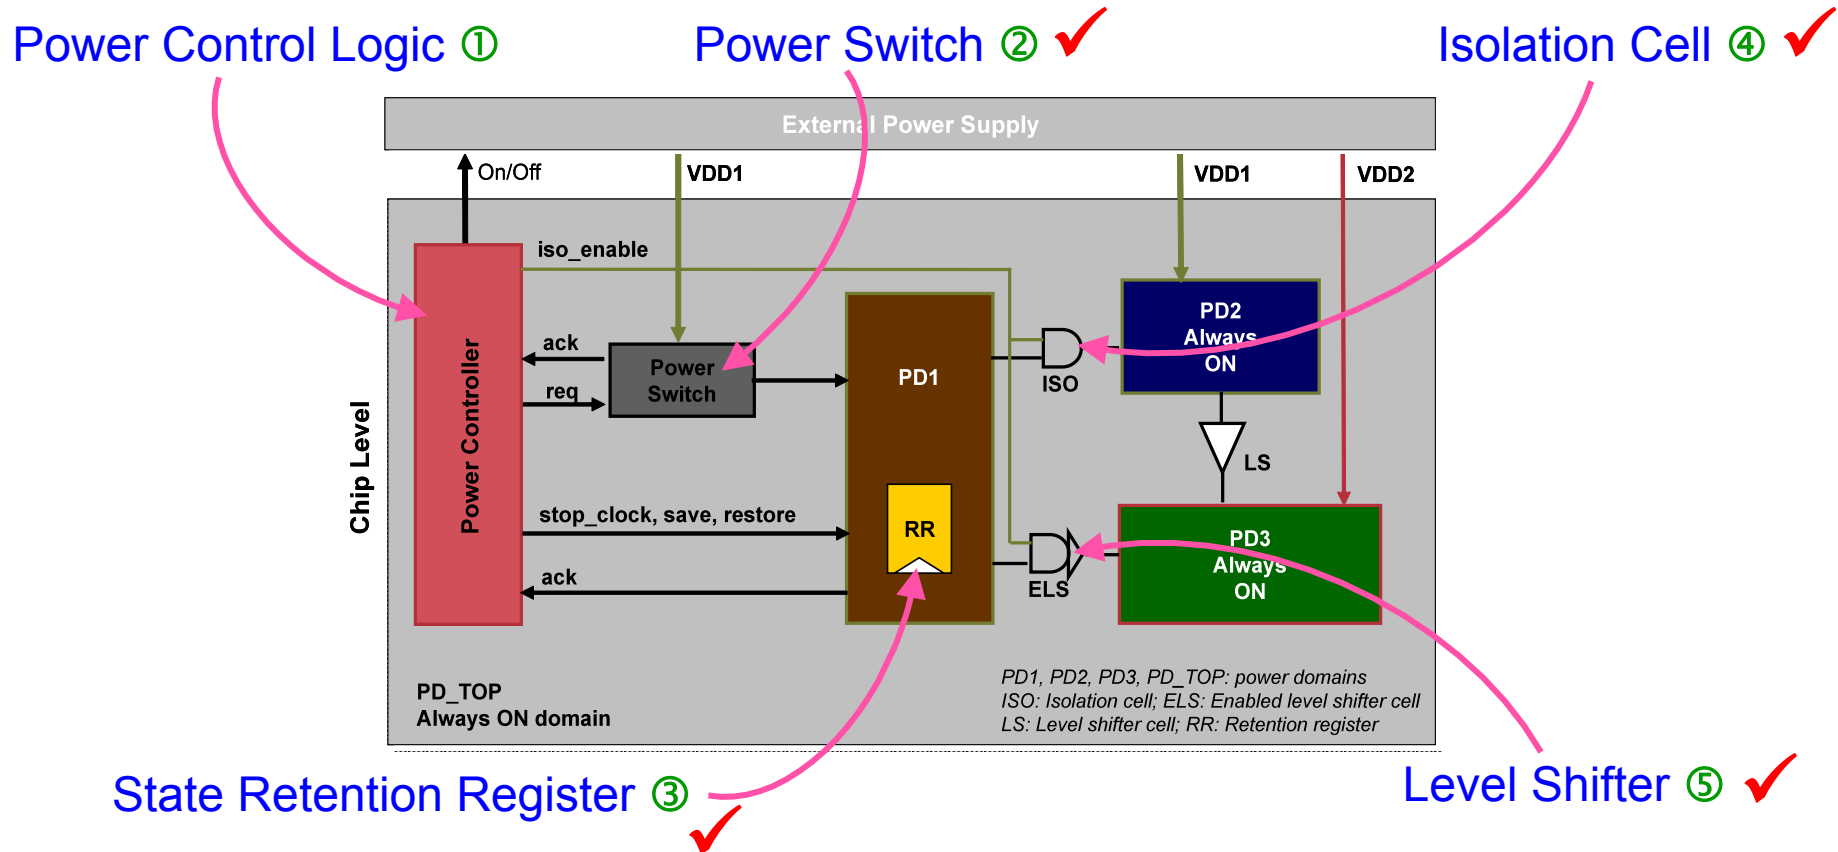 Power Control Logic ①
Power Switch ②
Isolation Cell ④
External Power Supply
On/Off
VDD1
VDD1
VDD2
iso_enable
ack
req
Power
Switch
PD1
ISO
PD2
Always
ON
LS
Chip Level
Power Controller
stop_clock, save, restore
RR
ack
ELS
PD3
Always
ON
PD_TOP
Always ON domain
PD1, PD2, PD3, PD_TOP: power domains
ISO: Isolation cell; ELS: Enabled level shifter cell
LS: Level shifter cell; RR: Retention register
State Retention Register ③
Level Shifter ⑤